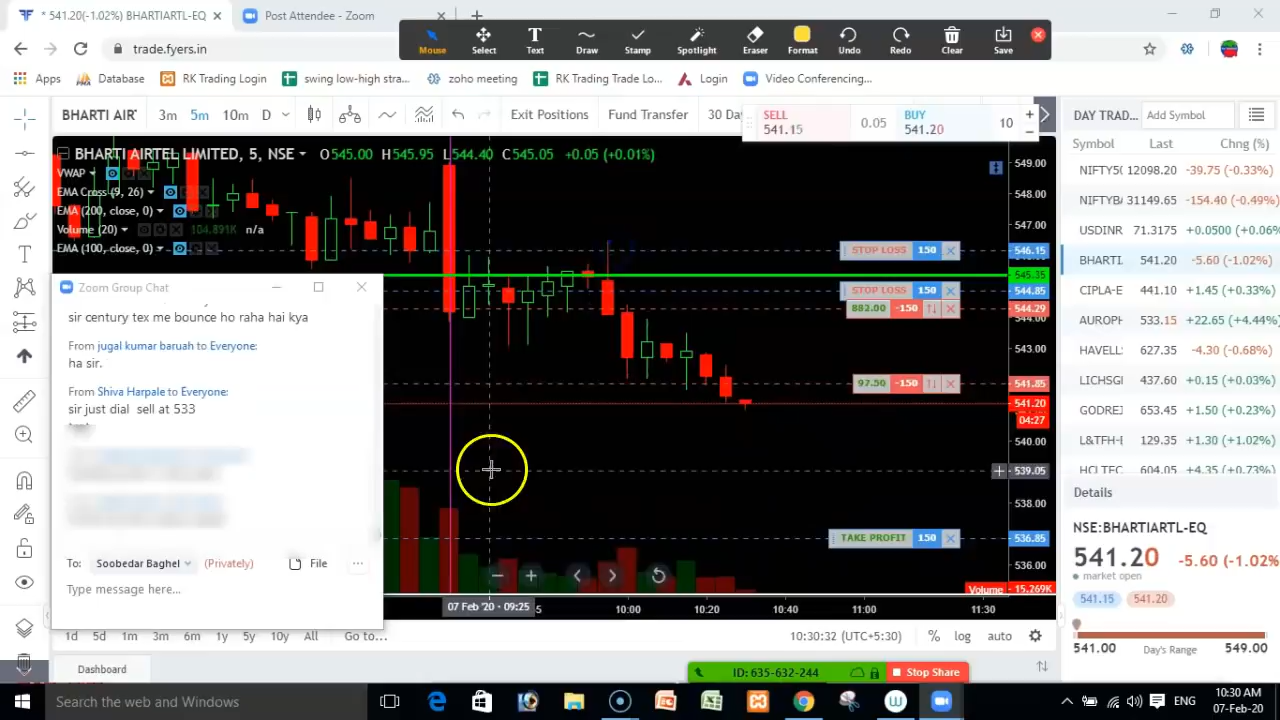 * 541.20(-1.02%) BHARTIARTL-EQ
Post Attendee - Zoom
trade.fyers.in
Mouse Select Text Draw Stamp Spotlight Eraser Format Undo Redo Clear Save
Apps Database RK Trading Login swing low-high stra... zoho meeting RK Trading Trade Lo... Login Video Conferencing...
BHARTI AIR 3m 5m 10m D Exit Positions Fund Transfer 30 Day
SELL 541.15 0.05 BUY 541.20 10 + −
DAY TRAD... Add Symbol
Symbol Last Chng (%)
NIFTY5( 12098.20 -39.75 (-0.33%)
NIFTYB/ 31149.65 -154.40 (-0.49%)
USDINR 71.3175 +0.0500 (+0.06%
BHARTI. 541.20 -5.60 (-1.02%)
CIPLA-E 441.10 +1.45 (+0.33%)
AUROPH 533.15 +22.65 (+4.44%)
HAVELL 627.35 -4.30 (-0.68%)
LICHSGI 437.60 +0.15 (+0.03%)
GODREJ 653.45 +1.50 (+0.23%)
L&TFH-E 129.35 +1.30 (+1.02%)
HCLTEC 604.05 +4.35 (+0.73%)
BHARTI AIRTEL LIMITED, 5, NSE O545.00 H545.95 L544.40 C545.05 +0.05 (+0.01%)
VWAP
EMA Cross (9, 26)
EMA (200, close, 0)
Volume (20) 104.891K n/a
EMA (100, close, 0)
549.00
548.00
547.00
STOP LOSS 150 546.15
545.35
STOP LOSS 150 544.85
882.00 -150 544.29
544.00
543.00
97.50 -150 541.85
541.20
04:27
540.00
539.05
538.00
TAKE PROFIT 150 536.85
536.00
Volume 15.269K
Zoom Group Chat
sir century tex me divergence ho raha hai kya
From jugal kumar baruah to Everyone:
ha sir.
From Shiva Harpale to Everyone:
sir just dial sell at 533
To: Soobedar Baghel (Privately) File ...
Type message here...
07 Feb '20 - 09:25 10:00 10:20 10:40 11:00 11:30
1d 5d 1m 3m 6m 1y 5y 10y All Go to... 10:30:32 (UTC+5:30) % log auto
Details
NSE:BHARTIARTL-EQ
541.20 -5.60 (-1.02%
market open
541.15 541.20
541.00 Day's Range 549.00
Dashboard
ID: 635-632-244 Stop Share
Search the web and Windows
ENG
10:30 AM
07-Feb-20